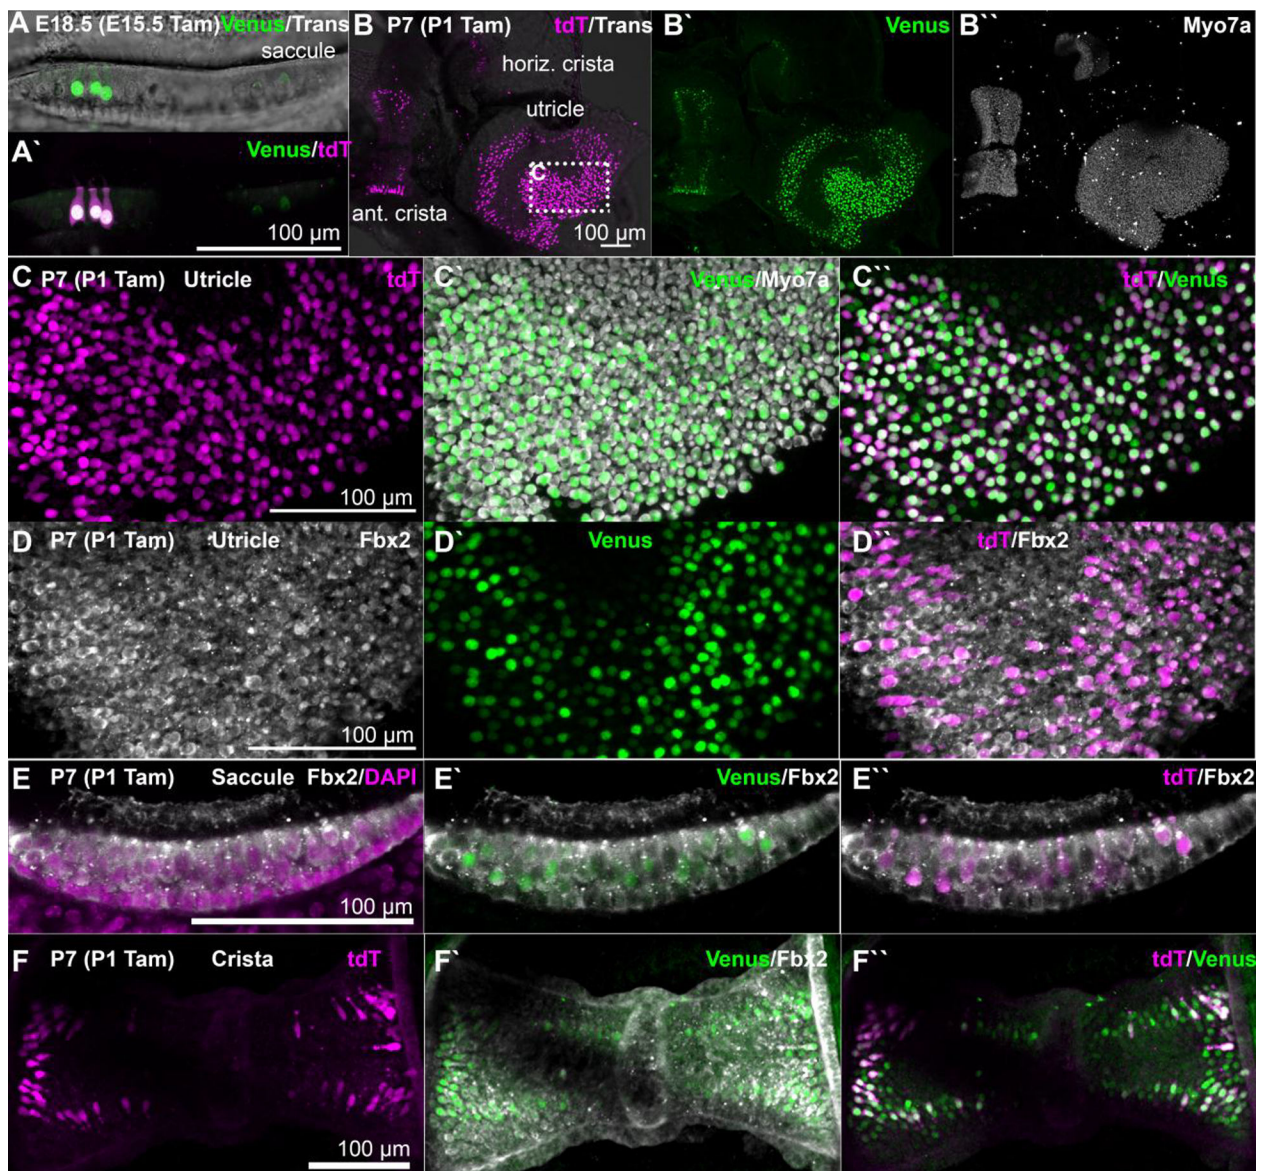 A E18.5 (E15.5 Tam) Venus/Trans
saccule
A` Venus/tdT
100 µm
B P7 (P1 Tam) tdT/Trans
horiz. crista
utricle
C
ant. crista
100 µm
B` Venus
B`` Myo7a
C P7 (P1 Tam) Utricle tdT
100 µm
C` Venus/Myo7a
C`` tdT/Venus
D P7 (P1 Tam) Utricle Fbx2
100 µm
D` Venus
D`` tdT/Fbx2
E P7 (P1 Tam) Saccule Fbx2/DAPI
100 µm
E` Venus/Fbx2
E`` tdT/Fbx2
F P7 (P1 Tam) Crista tdT
100 µm
F` Venus/Fbx2
F`` tdT/Venus